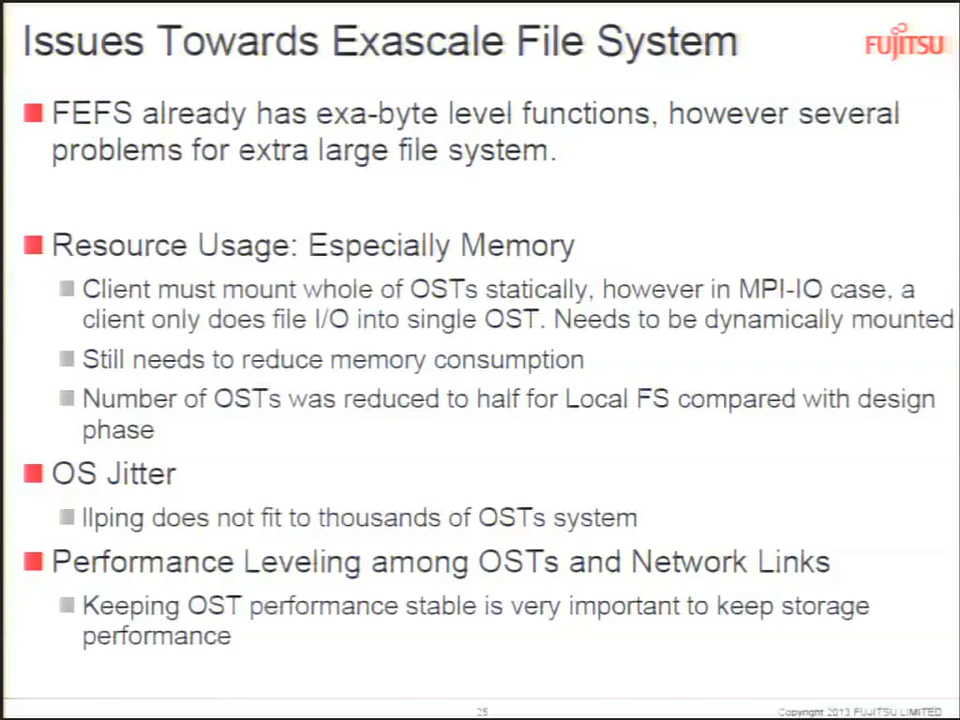 Issues Towards Exascale File System
FUJITSU
FEFS already has exa-byte level functions, however several
problems for extra large file system.
Resource Usage: Especially Memory
Client must mount whole of OSTs statically, however in MPI-IO case, a
client only does file I/O into single OST. Needs to be dynamically mounted
Still needs to reduce memory consumption
Number of OSTs was reduced to half for Local FS compared with design
phase
OS Jitter
llping does not fit to thousands of OSTs system
Performance Leveling among OSTs and Network Links
Keeping OST performance stable is very important to keep storage
performance
25
Copyright 2013 FUJITSU LIMITED